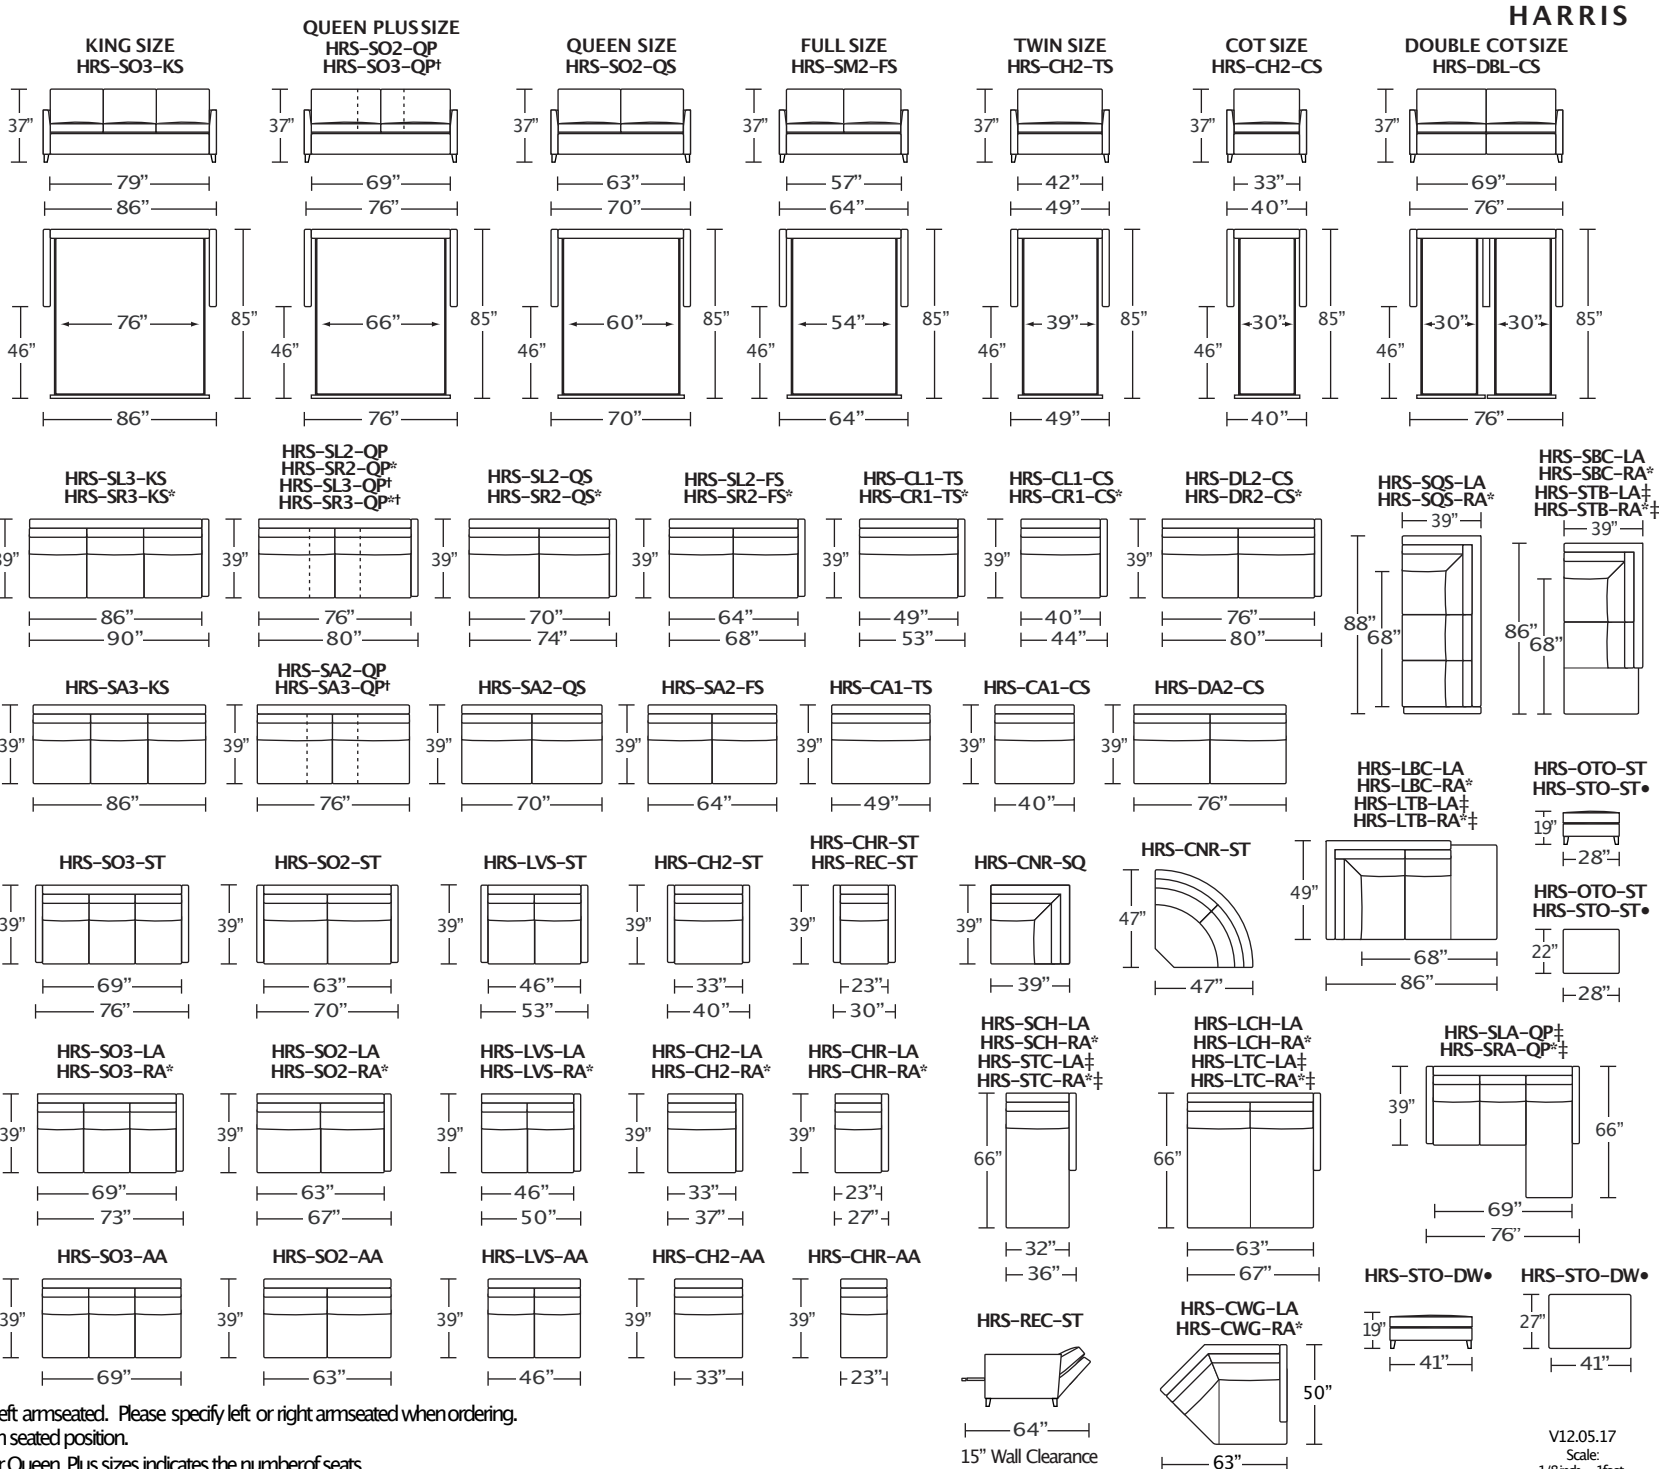 HARRIS
KING SIZE
HRS-SO3-KS
QUEEN PLUS SIZE
HRS-SO2-QP
HRS-SO3-QP†
QUEEN SIZE
HRS-SO2-QS
FULL SIZE
HRS-SM2-FS
TWIN SIZE
HRS-CH2-TS
COT SIZE
HRS-CH2-CS
DOUBLE COT SIZE
HRS-DBL-CS
37” 37” 37” 37” 37” 37” 37”
79” 69” 63” 57” 42” 33” 69”
86” 76” 70” 64” 49” 40” 76”
76” 85” 66” 85” 60” 85” 54” 85” 39” 85” 30” 85” 30” 30” 85”
46” 46” 46” 46” 46” 46” 46”
86” 76” 70” 64” 49” 40” 76”
HRS-SL3-KS
HRS-SR3-KS*
HRS-SL2-QP
HRS-SR2-QP*
HRS-SL3-QP†
HRS-SR3-QP*†
HRS-SL2-QS
HRS-SR2-QS*
HRS-SL2-FS
HRS-SR2-FS*
HRS-CL1-TS
HRS-CR1-TS*
HRS-CL1-CS
HRS-CR1-CS*
HRS-DL2-CS
HRS-DR2-CS*
HRS-SQS-LA
HRS-SQS-RA*
HRS-SBC-LA
HRS-SBC-RA*
HRS-STB-LA‡
HRS-STB-RA*‡
39” 39”
39” 39” 39” 39” 39” 39” 39”
86” 76” 70” 64” 49” 40” 76”
90” 80” 74” 68” 53” 44” 80”
88” 68” 86” 68”
HRS-SA3-KS
HRS-SA2-QP
HRS-SA3-QP†
HRS-SA2-QS
HRS-SA2-FS
HRS-CA1-TS
HRS-CA1-CS
HRS-DA2-CS
39” 39” 39” 39” 39” 39” 39”
86” 76” 70” 64” 49” 40” 76”
HRS-LBC-LA
HRS-LBC-RA*
HRS-LTB-LA‡
HRS-LTB-RA*‡
49”
68”
86”
HRS-OTO-ST
HRS-STO-ST•
19”
28”
HRS-OTO-ST
HRS-STO-ST•
22”
28”
HRS-SO3-ST
HRS-SO2-ST
HRS-LVS-ST
HRS-CH2-ST
HRS-CHR-ST
HRS-REC-ST
HRS-CNR-SQ
HRS-CNR-ST
39” 39” 39” 39” 39” 39” 47”
69” 63” 46” 33” 23” 39” 47”
76” 70” 53” 40” 30”
HRS-SO3-LA
HRS-SO3-RA*
HRS-SO2-LA
HRS-SO2-RA*
HRS-LVS-LA
HRS-LVS-RA*
HRS-CH2-LA
HRS-CH2-RA*
HRS-CHR-LA
HRS-CHR-RA*
39” 39” 39” 39” 39”
69” 63” 46” 33” 23”
73” 67” 50” 37” 27”
HRS-SCH-LA
HRS-SCH-RA*
HRS-STC-LA‡
HRS-STC-RA*‡
66”
32”
36”
HRS-LCH-LA
HRS-LCH-RA*
HRS-LTC-LA‡
HRS-LTC-RA*‡
66”
63”
67”
HRS-SLA-QP‡
HRS-SRA-QP*‡
39” 66”
69”
76”
HRS-SO3-AA
HRS-SO2-AA
HRS-LVS-AA
HRS-CH2-AA
HRS-CHR-AA
39” 39” 39” 39” 39”
69” 63” 46” 33” 23”
HRS-REC-ST
64”
15” Wall Clearance
HRS-CWG-LA
HRS-CWG-RA*
50”
63”
HRS-STO-DW•
19”
41”
HRS-STO-DW•
27”
41”
eft armseated. Please specify left or right armseated when ordering.
seated position.
r Queen Plus sizes indicates the number of seats
V12.05.17
Scale: